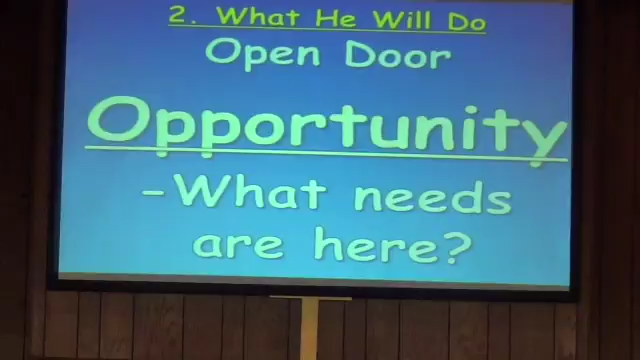 2. What He Will Do
Open Door
Opportunity
-What needs
are here?